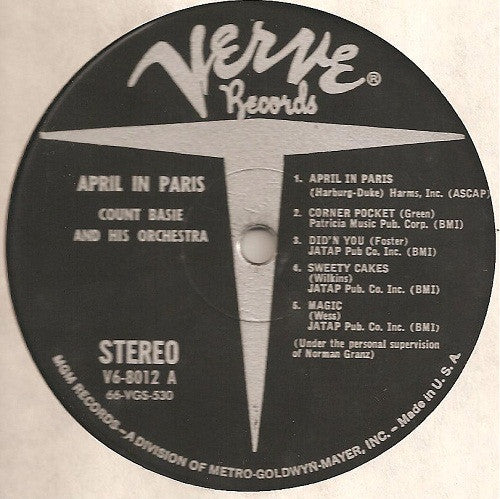 Verve®
Records
APRIL IN PARIS
COUNT BASIE
AND HIS ORCHESTRA
STEREO
V6-8012 A
66-VGS-530
1. APRIL IN PARIS
(Harburg-Duke) Harms, Inc. (ASCAP)
2. CORNER POCKET (Green)
Patricia Music Pub. Corp. (BMI)
3. DID'N YOU (Foster)
JATAP Pub Co. Inc. (BMI)
4. SWEETY CAKES
(Wilkins)
JATAP Pub. Co. Inc. (BMI)
5. MAGIC
(Wess)
JATAP Pub. Co. Inc. (BMI)
(Under the personal supervision
of Norman Granz)
MGM RECORDS—A DIVISION OF METRO-GOLDWYN-MAYER, INC. – Made in U. S. A.